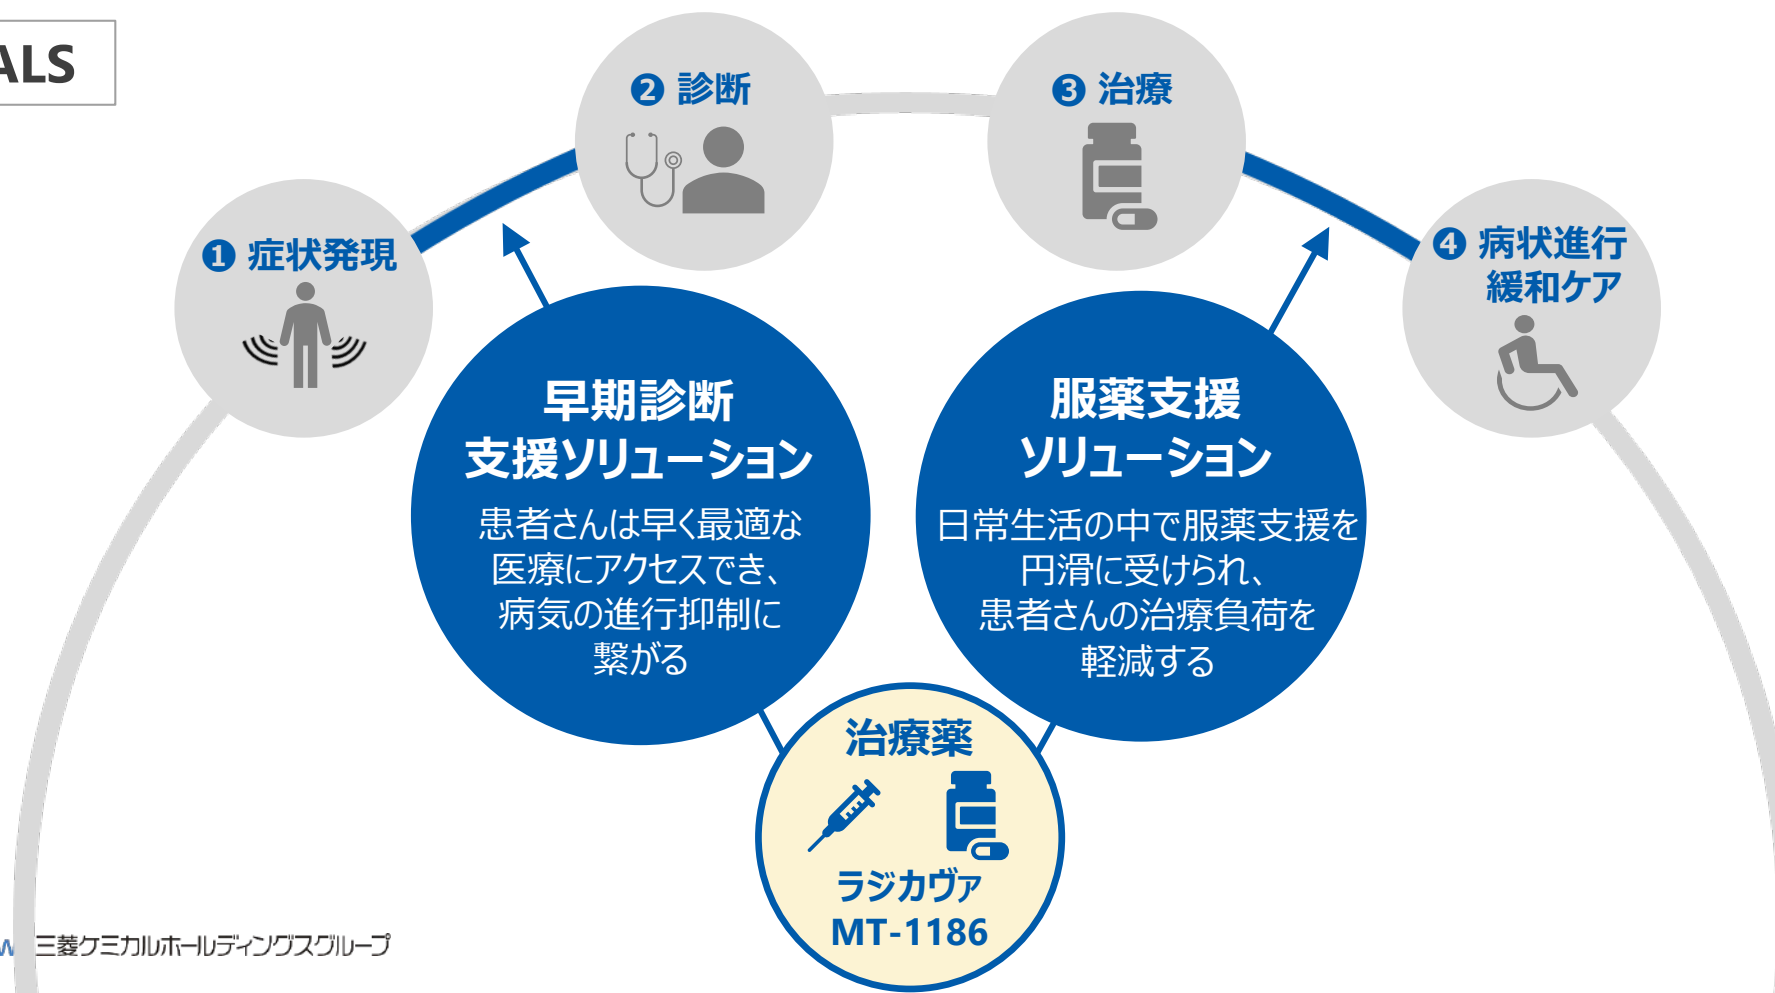 ALS
❶ 症状発現
❷ 診断
❸ 治療
❹ 病状進行
緩和ケア
早期診断
支援ソリューション
患者さんは早く最適な
医療にアクセスでき、
病気の進行抑制に
繋がる
服薬支援
ソリューション
日常生活の中で服薬支援を
円滑に受けられ、
患者さんの治療負荷を
軽減する
治療薬
ラジカヴァ
MT-1186
三菱ケミカルホールディングスグループ